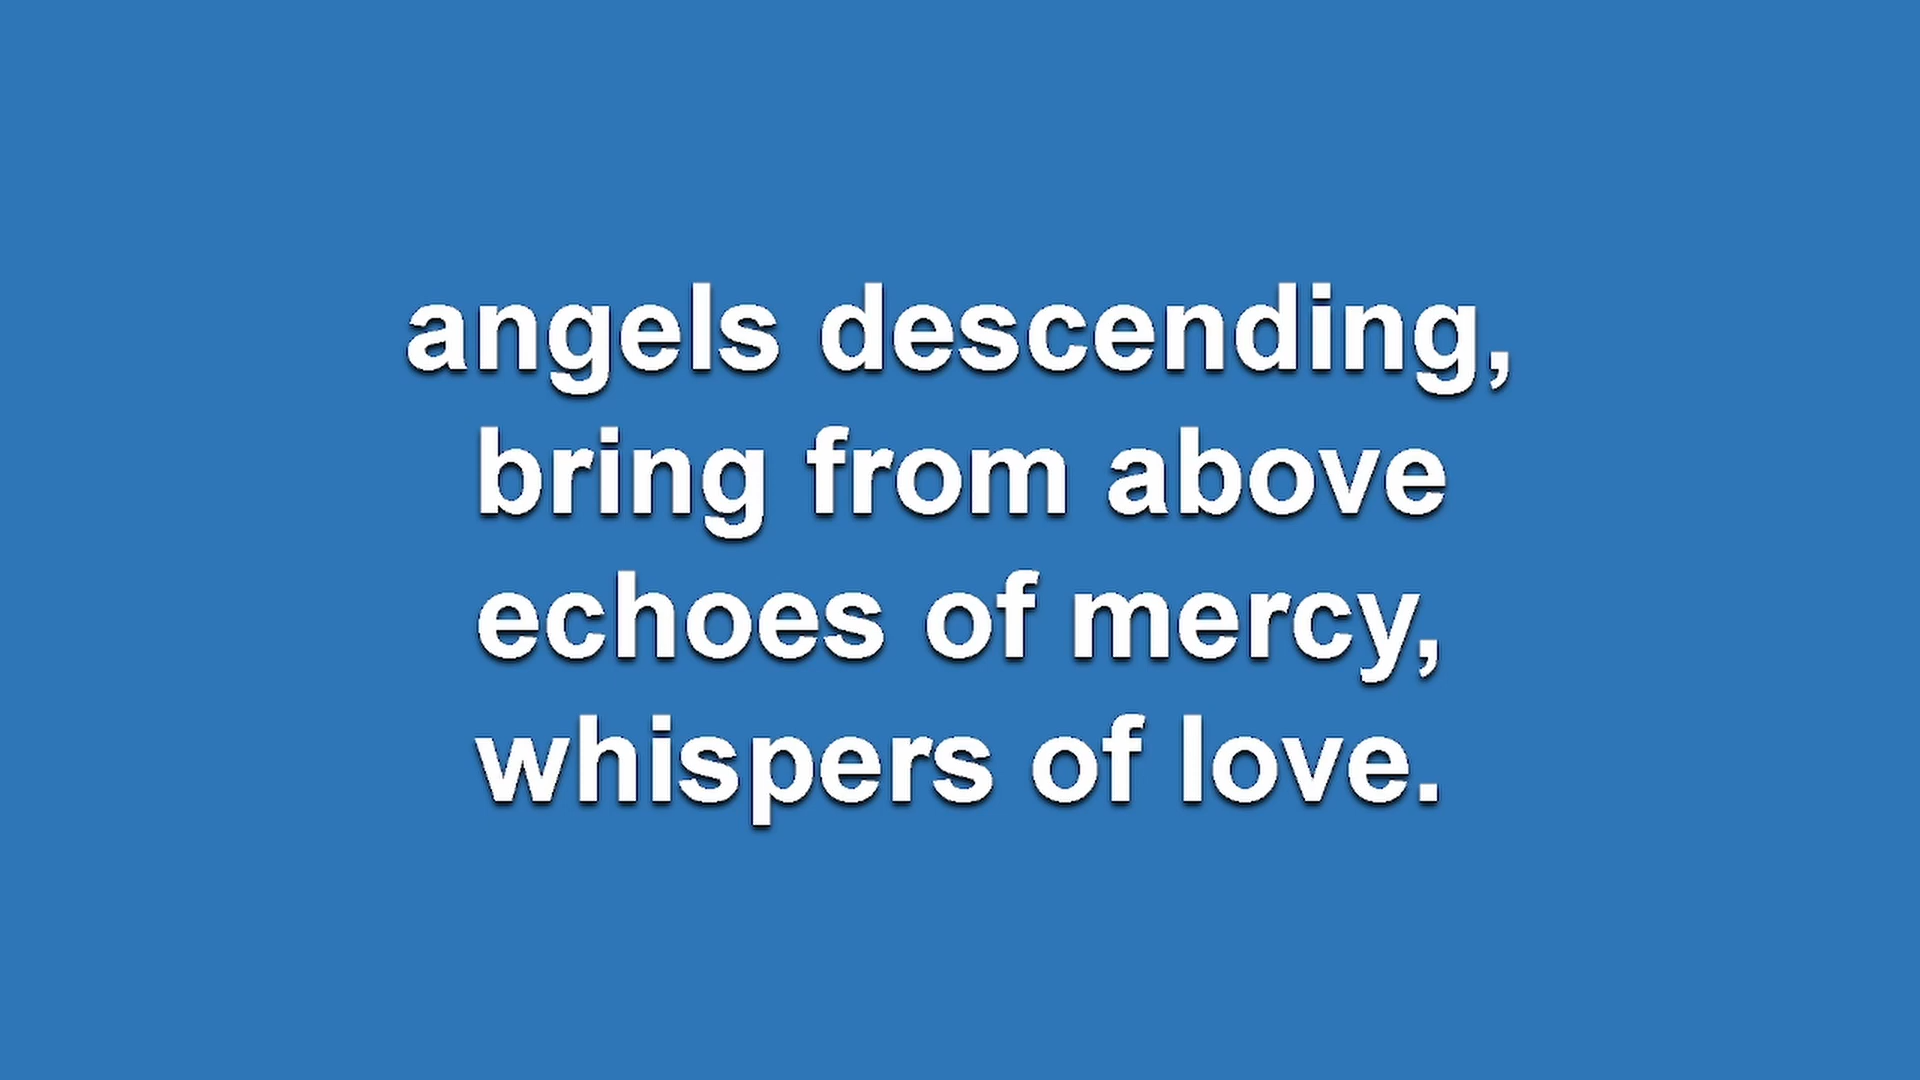 angels descending,
bring from above
echoes of mercy,
whispers of love.